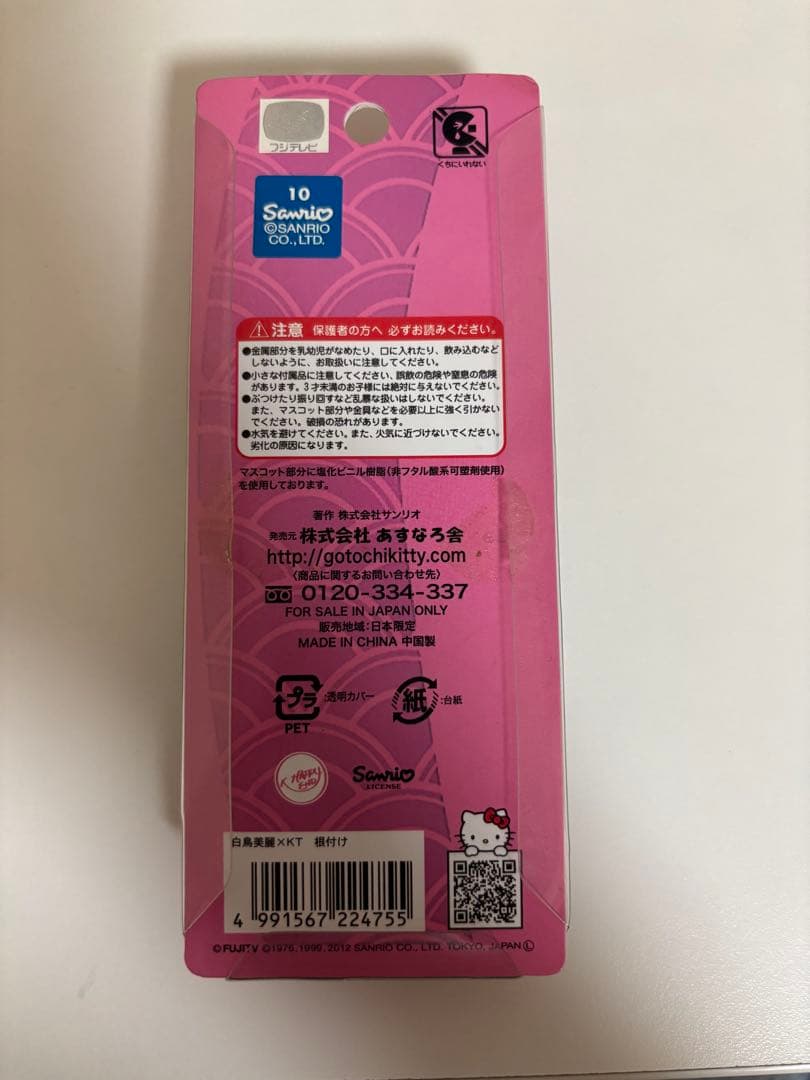 フジテレビ
くちにいれない
10
Sanrio
©SANRIO
CO.,LTD.
注意 保護者の方へ 必ずお読みください。
●金属部分を乳幼児がなめたり、口に入れたり、飲み込むなど
しないように、お取扱いに注意してください。
●小さな付属品に注意してください、誤飲の危険や窒息の危険
があります。3才未満のお子様には絶対に与えないでください。
●ぶつけたり振り回すなど乱暴な扱いはしないでください。
また、マスコット部分や金具などを必要以上に強く引かない
でください。破損の恐れがあります。
●水気を避けてください。また、火気に近づけないでください。
劣化の原因になります。
マスコット部分に塩化ビニル樹脂(非フタル酸系可塑剤使用)
を使用しております。
著作 株式会社サンリオ
発売元 株式会社 あすなろ舎
http://gotochikitty.com
〈商品に関するお問い合わせ先〉
0120-334-337
FOR SALE IN JAPAN ONLY
販売地域:日本限定
MADE IN CHINA 中国製
プラ :透明カバー 紙 :台紙
PET
K HAPPY
END
Sanrio
LICENSE
白鳥美麗×KT 根付け
4 991567 224755
©FUJITV ©1976, 1999, 2012 SANRIO CO., LTD. TOKYO, JAPAN Ⓛ